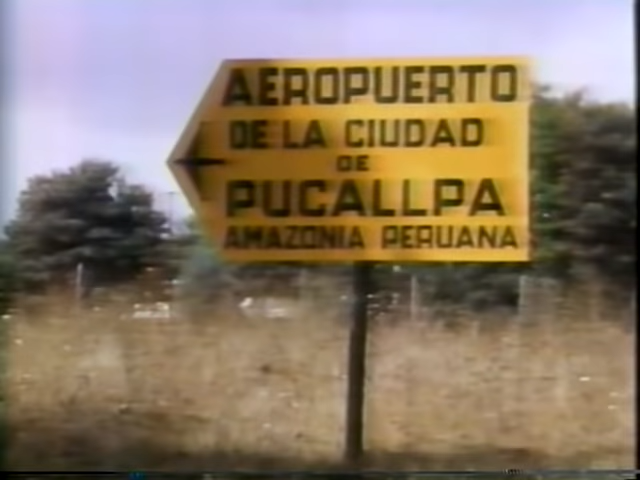 AEROPUERTO
DE LA CIUDAD
DE
PUCALLPA
AMAZONIA PERUANA